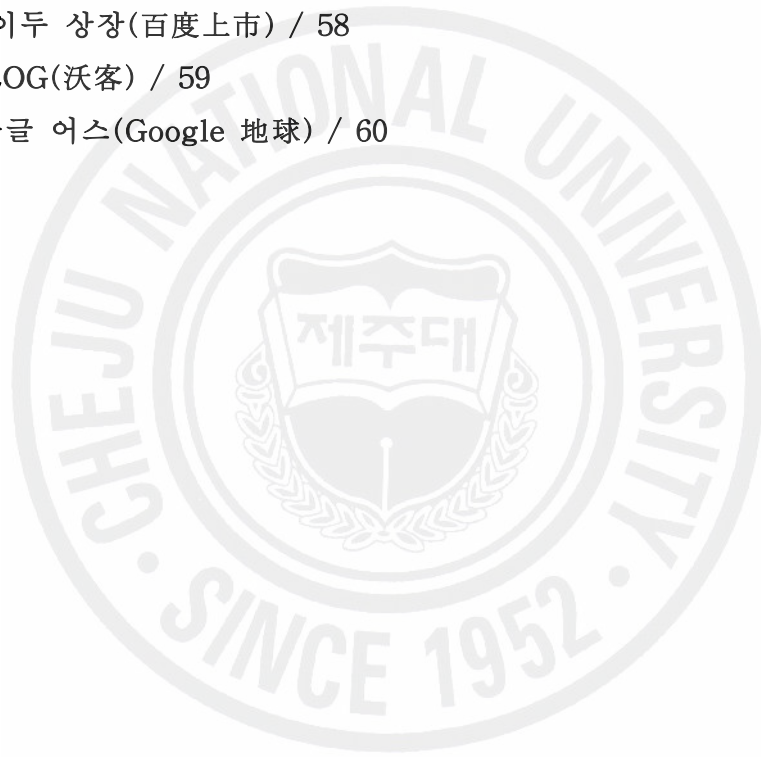 이두 상장(百度上市) / 58
OG(沃客) / 59
글 어스(Google 地球) / 60
CHEJU NATIONAL UNIVERSITY
제주대
· SINCE 1952 ·